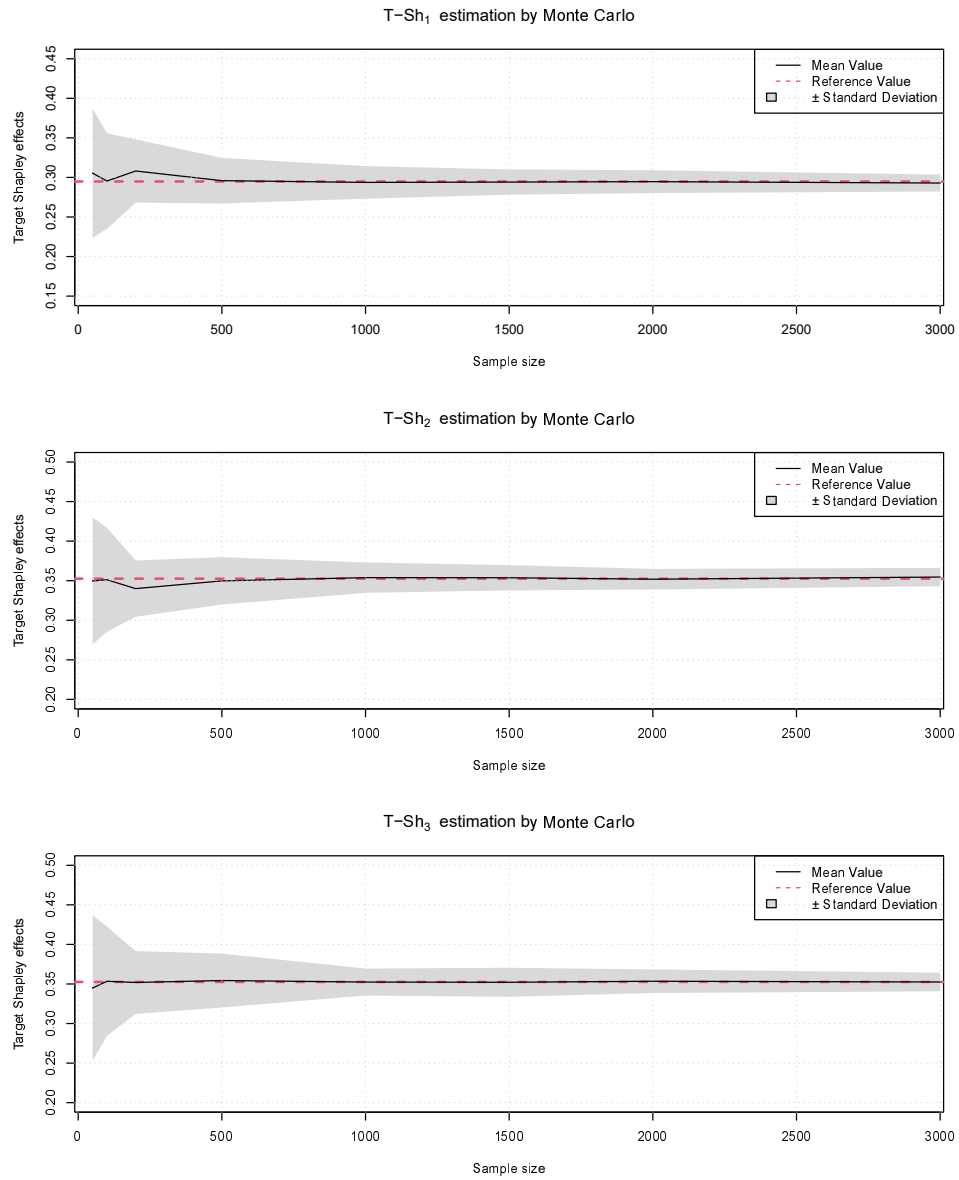 T−Sh1 estimation by Monte Carlo
Mean Value
Reference Value
± Standard Deviation
Target Shapley effects
0.45
0.40
0.35
0.30
0.25
0.20
0.15
0 500 1000 1500 2000 2500 3000
Sample size
T−Sh2 estimation by Monte Carlo
Mean Value
Reference Value
± Standard Deviation
Target Shapley effects
0.50
0.45
0.40
0.35
0.30
0.25
0.20
0 500 1000 1500 2000 2500 3000
Sample size
T−Sh3 estimation by Monte Carlo
Mean Value
Reference Value
± Standard Deviation
Target Shapley effects
0.50
0.45
0.40
0.35
0.30
0.25
0.20
0 500 1000 1500 2000 2500 3000
Sample size